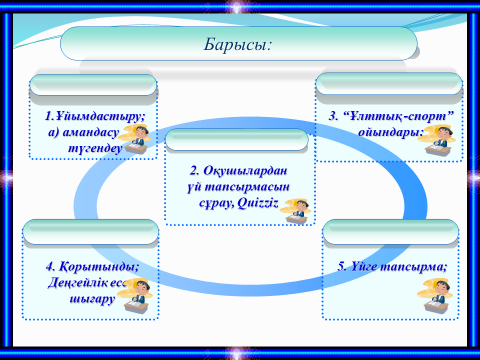 Барысы:
1.Ұйымдастыру;
а) амандасу
түгендеу
2. Оқушылардан
үй тапсырмасын
сұрау, Quizziz
3. “Ұлттық-спорт”
ойындары;
4. Қорытынды;
Деңгейлік есе
шығару
5. Үйге тапсырма;